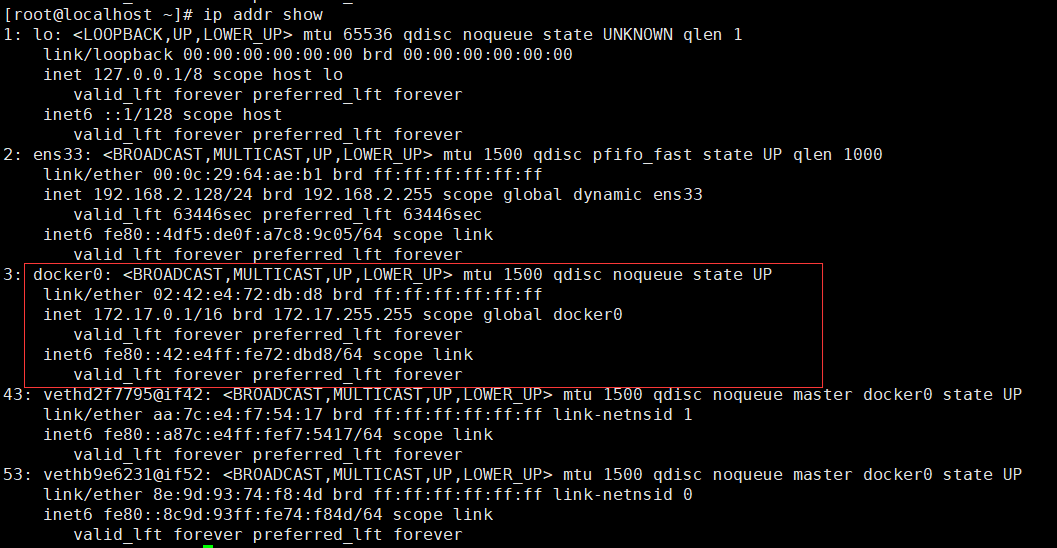 [root@localhost ~]# ip addr show
1: lo: <LOOPBACK,UP,LOWER_UP> mtu 65536 qdisc noqueue state UNKNOWN qlen 1
    link/loopback 00:00:00:00:00:00 brd 00:00:00:00:00:00
    inet 127.0.0.1/8 scope host lo
       valid_lft forever preferred_lft forever
    inet6 ::1/128 scope host
       valid_lft forever preferred_lft forever
2: ens33: <BROADCAST,MULTICAST,UP,LOWER_UP> mtu 1500 qdisc pfifo_fast state UP qlen 1000
    link/ether 00:0c:29:64:ae:b1 brd ff:ff:ff:ff:ff:ff
    inet 192.168.2.128/24 brd 192.168.2.255 scope global dynamic ens33
       valid_lft 63446sec preferred_lft 63446sec
    inet6 fe80::4df5:de0f:a7c8:9c05/64 scope link
       valid_lft forever preferred_lft forever
3: docker0: <BROADCAST,MULTICAST,UP,LOWER_UP> mtu 1500 qdisc noqueue state UP
    link/ether 02:42:e4:72:db:d8 brd ff:ff:ff:ff:ff:ff
    inet 172.17.0.1/16 brd 172.17.255.255 scope global docker0
       valid_lft forever preferred_lft forever
    inet6 fe80::42:e4ff:fe72:dbd8/64 scope link
       valid_lft forever preferred_lft forever
43: vethd2f7795@if42: <BROADCAST,MULTICAST,UP,LOWER_UP> mtu 1500 qdisc noqueue master docker0 state UP
    link/ether aa:7c:e4:f7:54:17 brd ff:ff:ff:ff:ff:ff link-netnsid 1
    inet6 fe80::a87c:e4ff:fef7:5417/64 scope link
       valid_lft forever preferred_lft forever
53: vethb9e6231@if52: <BROADCAST,MULTICAST,UP,LOWER_UP> mtu 1500 qdisc noqueue master docker0 state UP
    link/ether 8e:9d:93:74:f8:4d brd ff:ff:ff:ff:ff:ff link-netnsid 0
    inet6 fe80::8c9d:93ff:fe74:f84d/64 scope link
       valid_lft forever preferred_lft forever